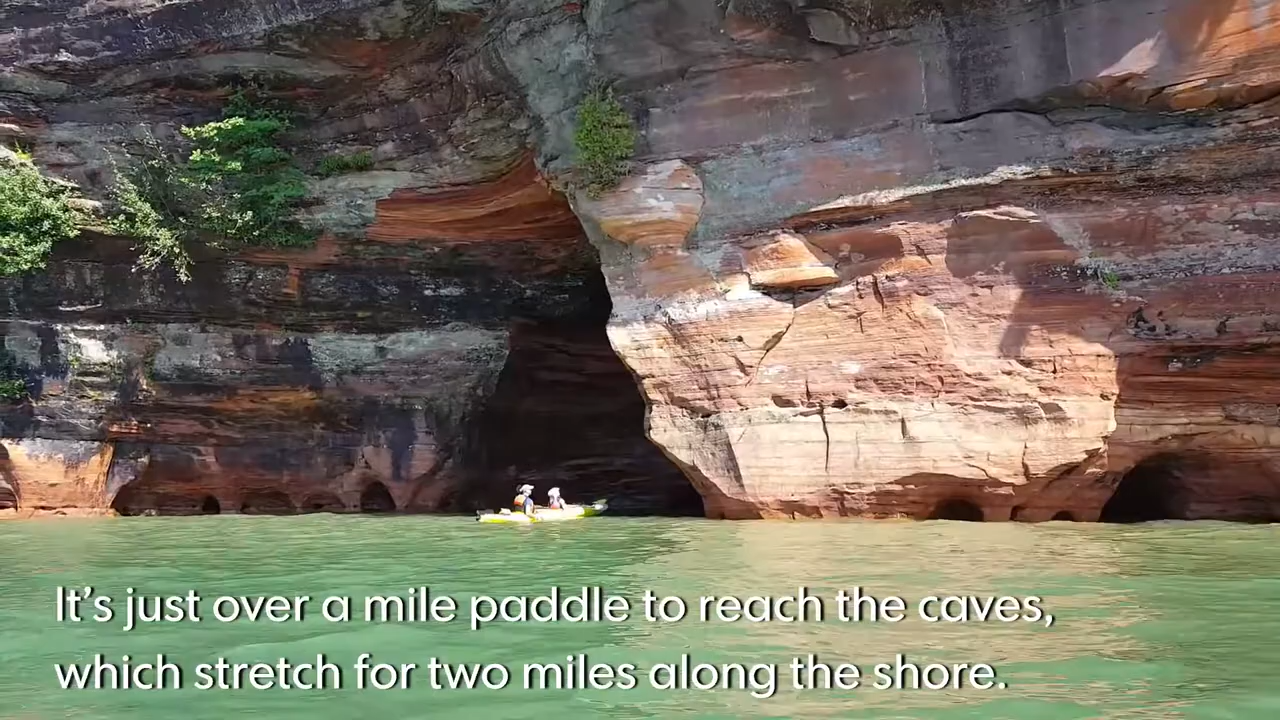 It’s just over a mile paddle to reach the caves,
which stretch for two miles along the shore.